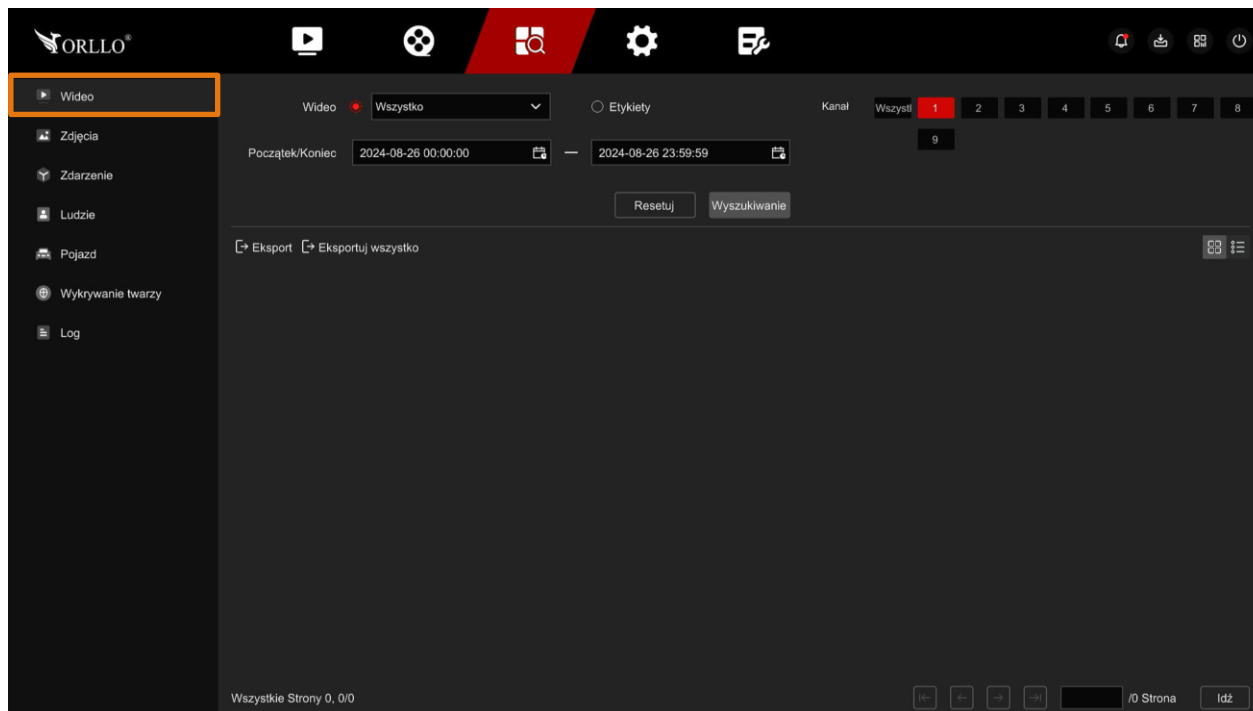 ORLLO®
Wideo
Zdjęcia
Zdarzenie
Ludzie
Pojazd
Wykrywanie twarzy
Log
Wideo Wszystko Etykiety Kanał Wszystl 1 2 3 4 5 6 7 8
9
Początek/Koniec 2024-08-26 00:00:00 — 2024-08-26 23:59:59
Resetuj Wyszukiwanie
Eksport Eksportuj wszystko
Wszystkie Strony 0, 0/0 /0 Strona Idź